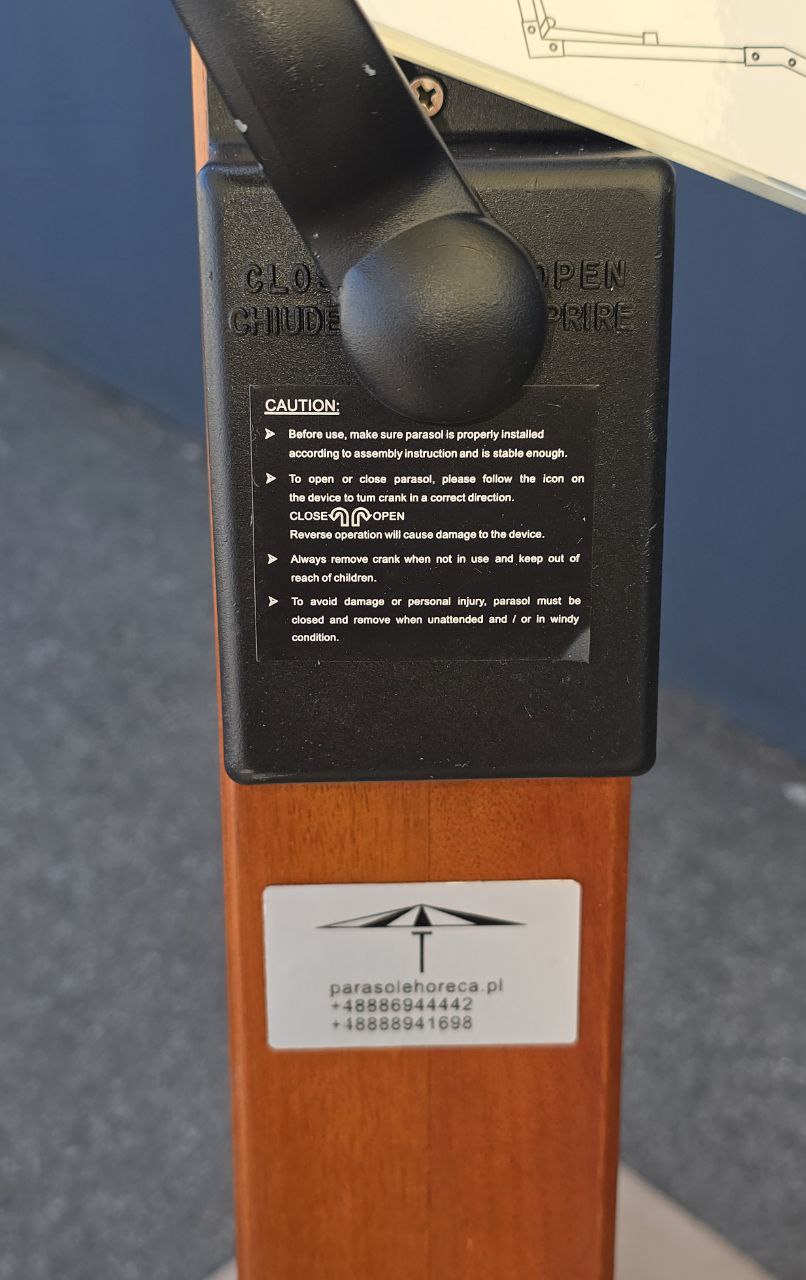 CLOS OPEN
CHIUDE PRIRE
CAUTION:
➤ Before use, make sure parasol is properly installed
according to assembly instruction and is stable enough.
➤ To open or close parasol, please follow the icon on
the device to turn crank in a correct direction.
CLOSE OPEN
Reverse operation will cause damage to the device.
➤ Always remove crank when not in use and keep out of
reach of children.
➤ To avoid damage or personal injury, parasol must be
closed and remove when unattended and / or in windy
condition.
parasolehoreca.pl
+48886944442
+48888941698